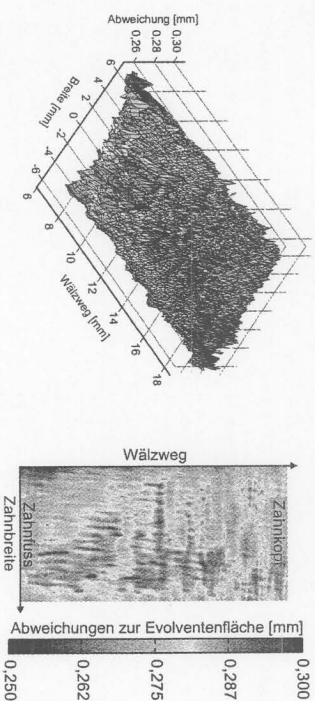 Abweichung [mm]
0,30
0,28
0,26
6
4
2
0
-2
-4
-6
Breite [mm]
6
8
10
12
14
16
18
Wälzweg [mm]
Wälzweg
Zahnkopf
Zahnfuss
Zahnbreite
Abweichungen zur Evolventenfläche [mm]
0,250
0,262
0,275
0,287
0,300